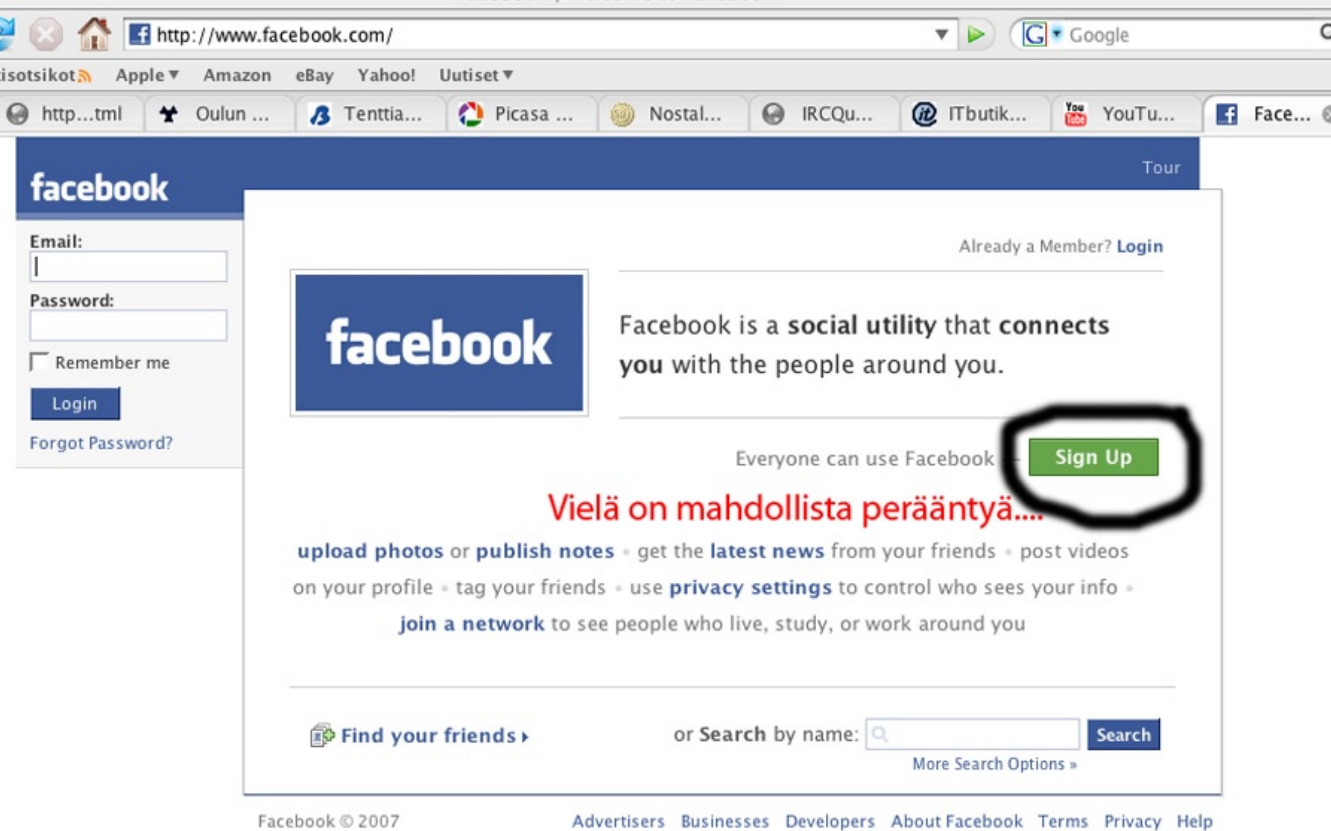 http://www.facebook.com/
Google
isotsikot Apple Amazon eBay Yahoo! Uutiset
http...tml Oulun ... Tenttia... Picasa ... Nostal... IRCQu... ITbutik... YouTu... Face...
Tour
facebook
Email:
Password:
Remember me
Login
Forgot Password?
Already a Member? Login
facebook
Facebook is a social utility that connects
you with the people around you.
Everyone can use Facebook – Sign Up
Vielä on mahdollista perääntyä....
upload photos or publish notes • get the latest news from your friends • post videos
on your profile • tag your friends • use privacy settings to control who sees your info •
join a network to see people who live, study, or work around you
Find your friends ▸
or Search by name: Search
More Search Options »
Facebook © 2007 Advertisers Businesses Developers About Facebook Terms Privacy Help